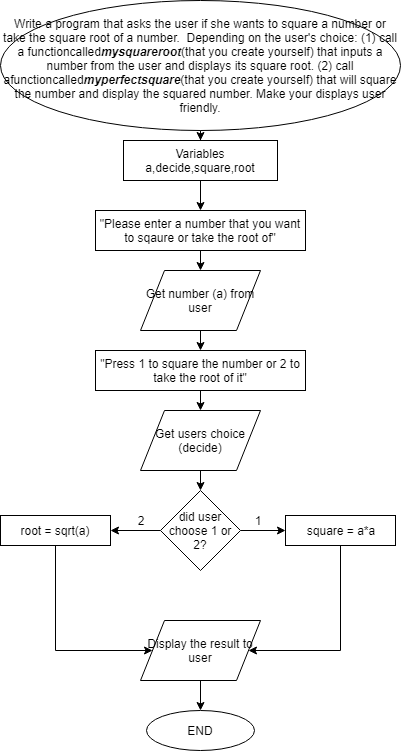 Write a program that asks the user if she wants to square a number or
take the square root of a number.  Depending on the user's choice: (1) call
a functioncalledmysquareroot(that you create yourself) that inputs a
number from the user and displays its square root. (2) call
afunctioncalledmyperfectsquare(that you create yourself) that will square
the number and display the squared number. Make your displays user
friendly.
Variables
a,decide,square,root
"Please enter a number that you want
to sqaure or take the root of"
Get number (a) from
user
"Press 1 to square the number or 2 to
take the root of it"
Get users choice
(decide)
did user
choose 1 or
2?
2
1
root = sqrt(a)
square = a*a
Display the result to
user
END